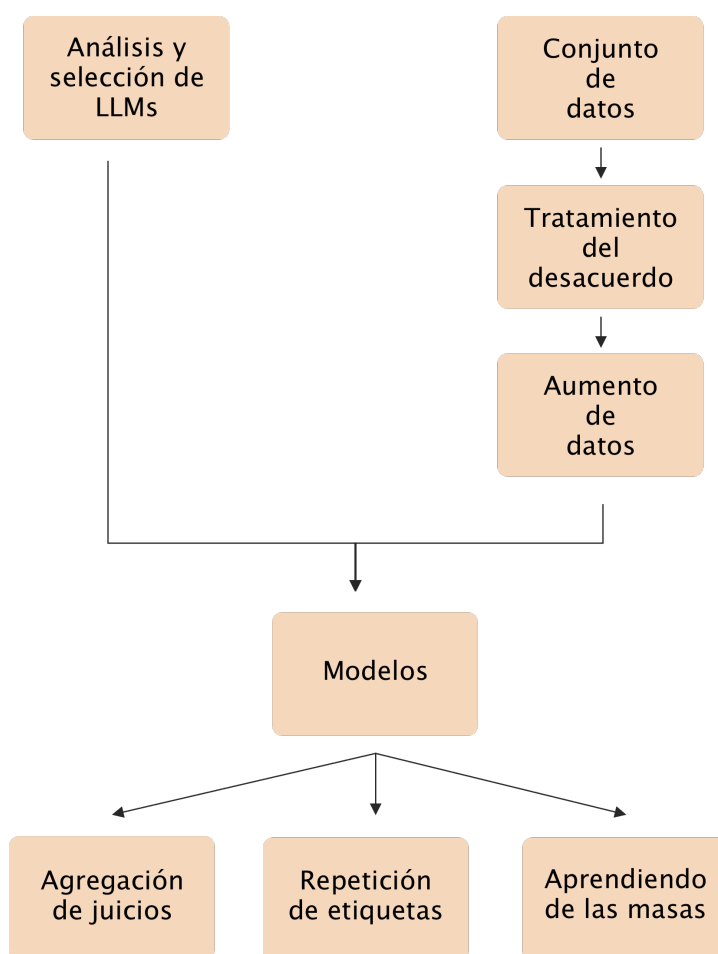 Análisis y
selección de
LLMs
Conjunto
de
datos
Tratamiento
del
desacuerdo
Aumento
de
datos
Modelos
Agregación
de juicios
Repetición
de etiquetas
Aprendiendo
de las masas